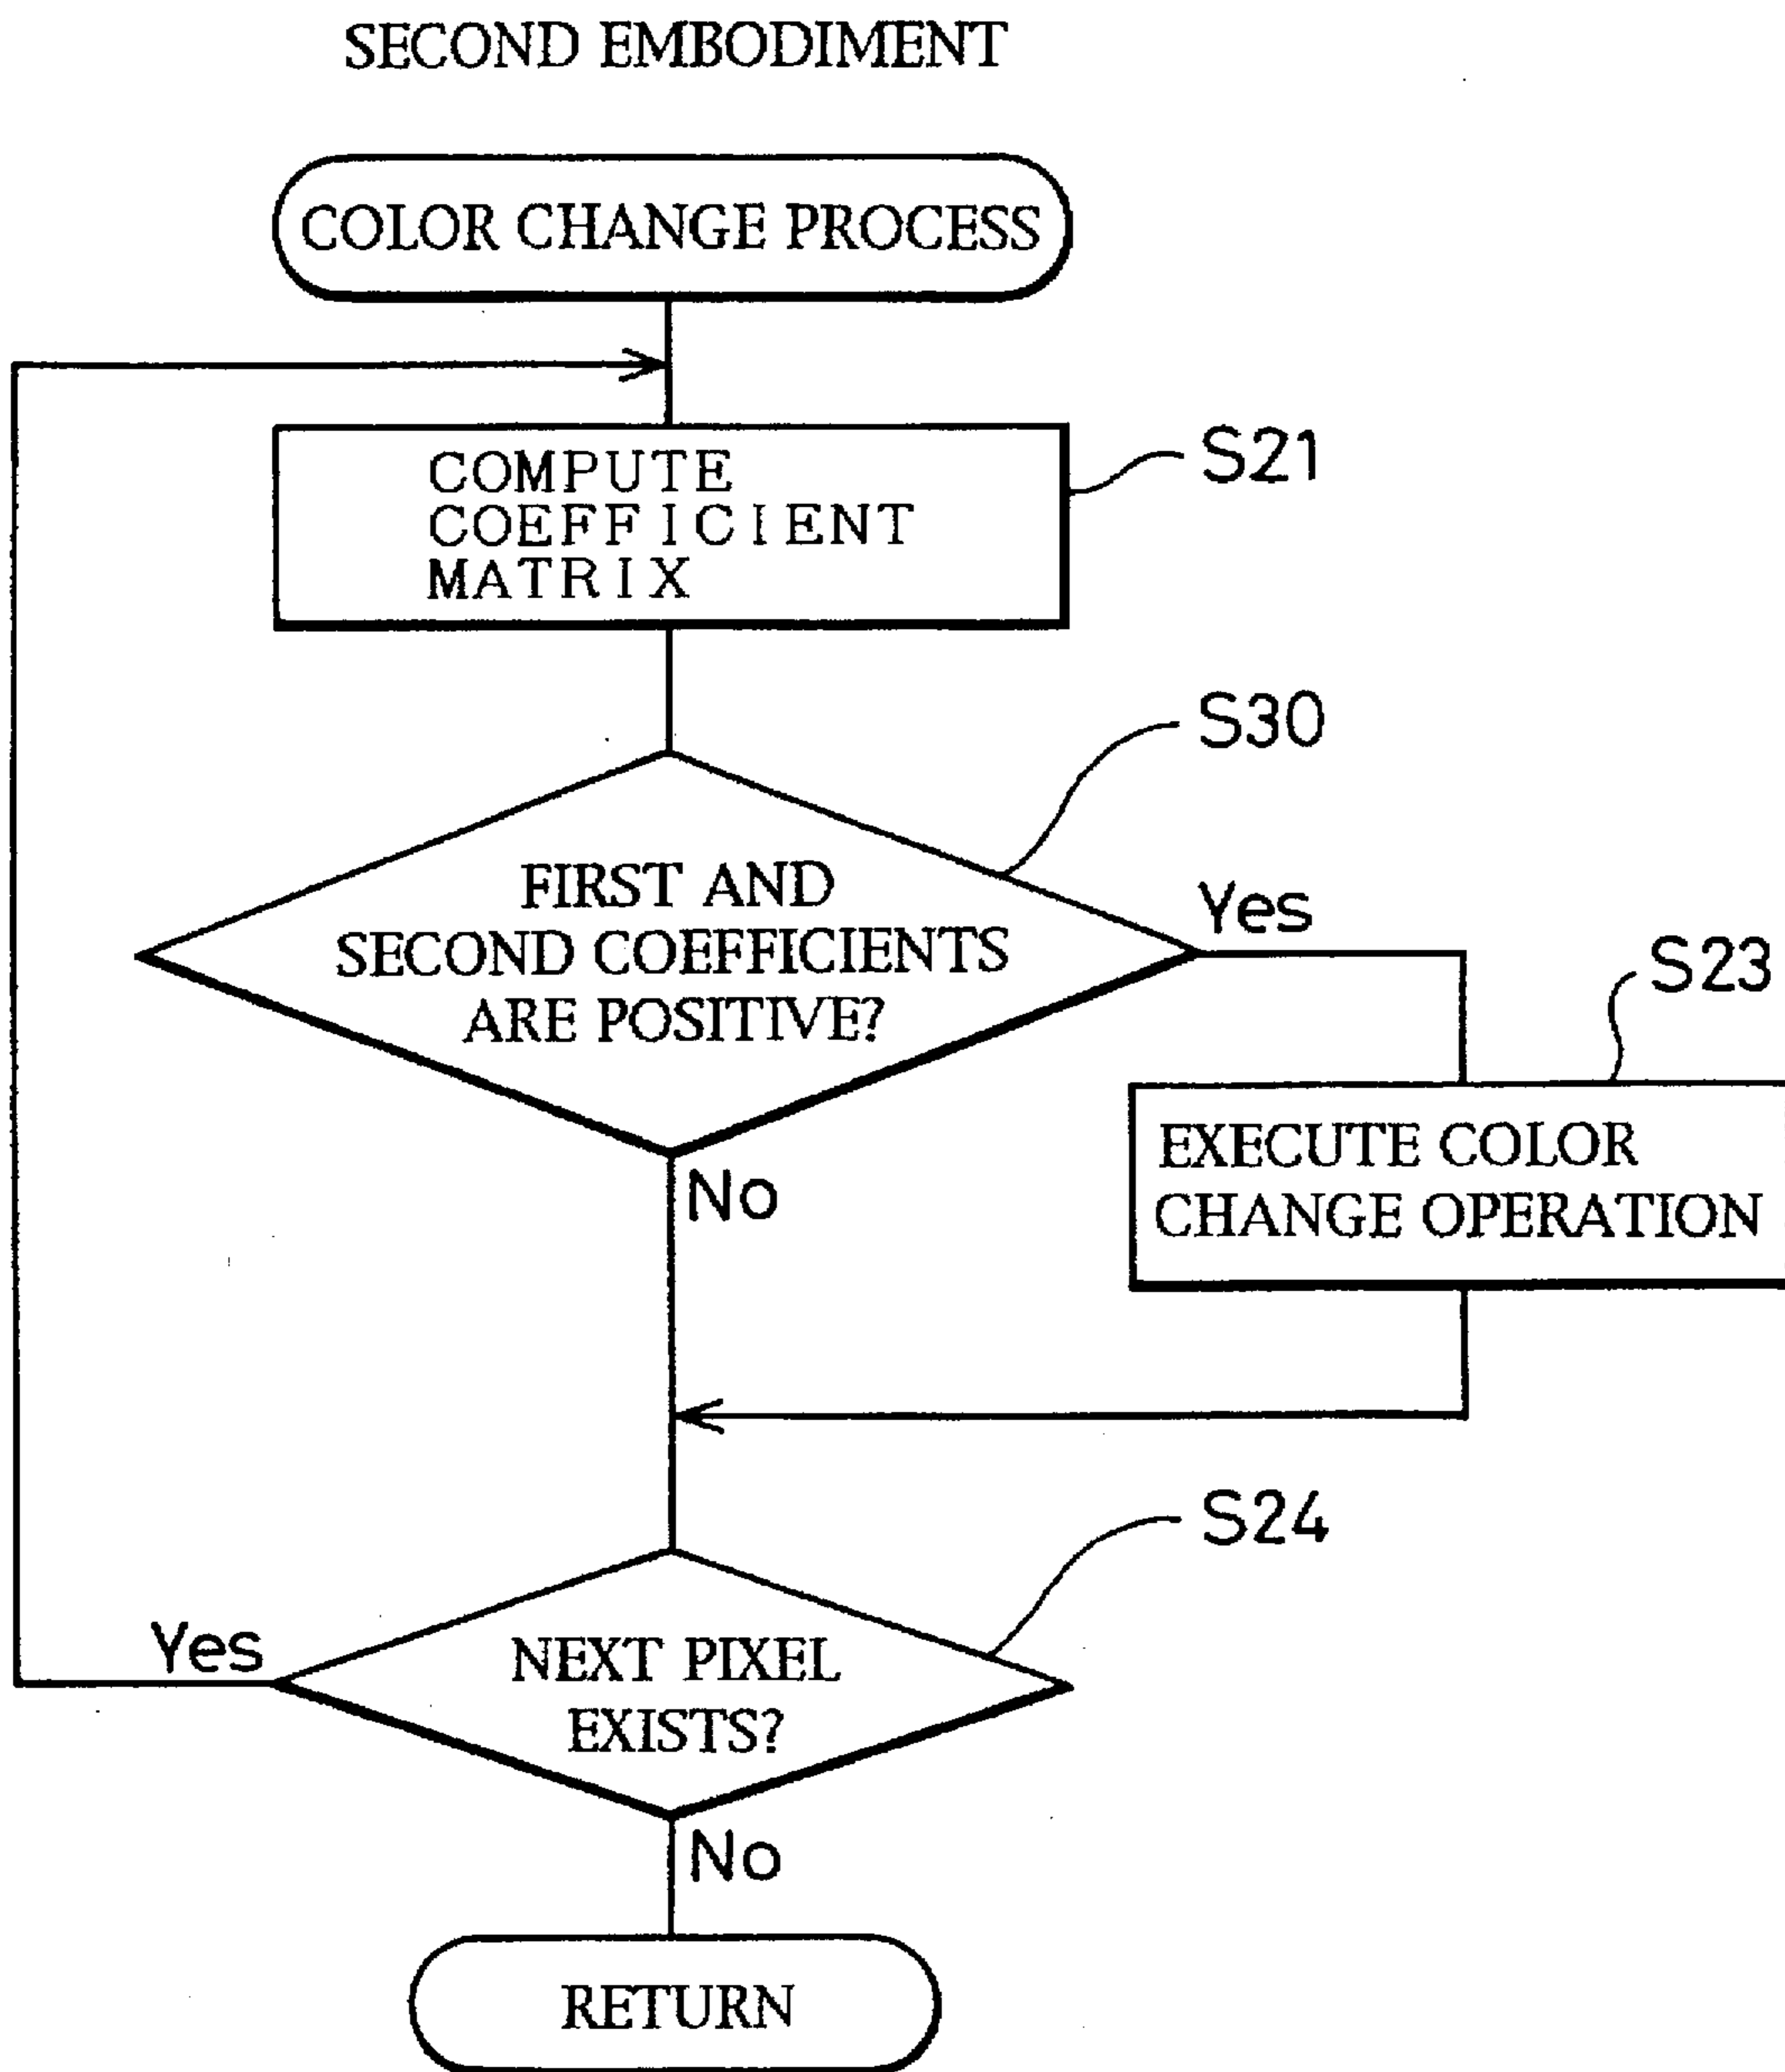 SECOND EMBODIMENT
COLOR CHANGE PROCESS
COMPUTE
COEFFICIENT
MATRIX
S21
S30
FIRST AND
SECOND COEFFICIENTS
ARE POSITIVE?
Yes
S23
EXECUTE COLOR
CHANGE OPERATION
No
S24
NEXT PIXEL
EXISTS?
Yes
No
RETURN